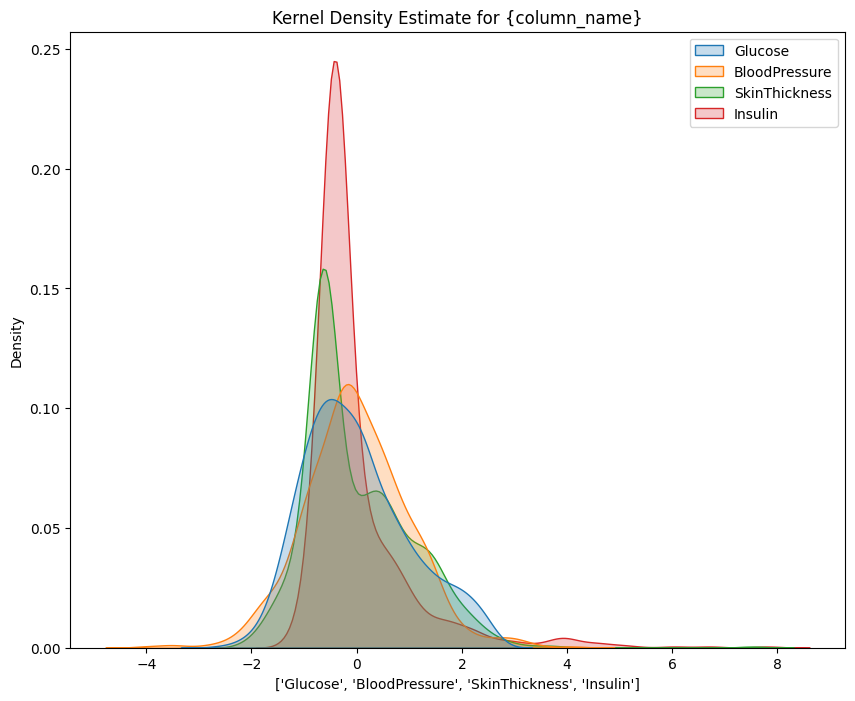 Kernel Density Estimate for {column_name}
Glucose
BloodPressure
SkinThickness
Insulin
Density
0.25
0.20
0.15
0.10
0.05
0.00
−4
−2
0
2
4
6
8
['Glucose', 'BloodPressure', 'SkinThickness', 'Insulin']